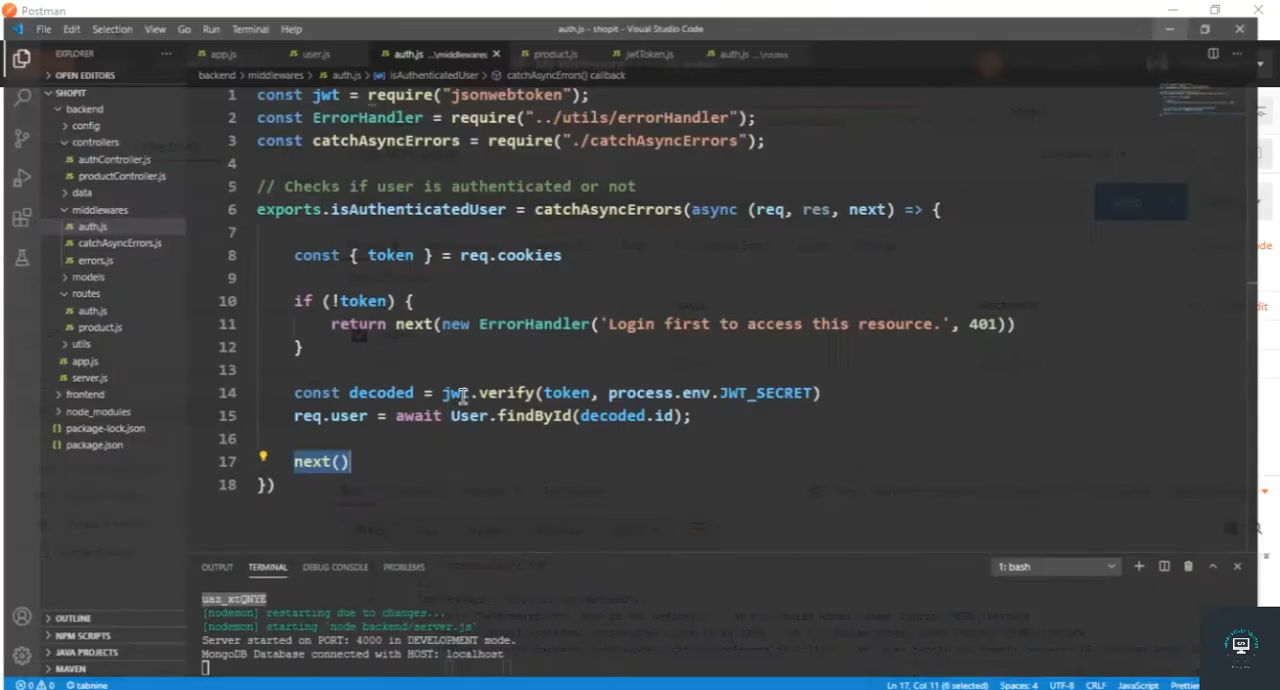 Postman
File Edit Selection View Go Run Terminal Help
auth.js - shopit - Visual Studio Code
EXPLORER
app.js user.js auth.js ...\middlewares product.js jwtToken.js auth.js ...\routes
OPEN EDITORS
backend > middlewares > auth.js > isAuthenticatedUser > catchAsyncErrors() callback
SHOPIT
backend
config
controllers
authController.js
productController.js
data
middlewares
auth.js
catchAsyncErrors.js
errors.js
models
routes
auth.js
product.js
utils
app.js
server.js
frontend
node_modules
package-lock.json
package.json
OUTLINE
NPM SCRIPTS
JAVA PROJECTS
MAVEN
1 const jwt = require("jsonwebtoken");
2 const ErrorHandler = require("../utils/errorHandler");
3 const catchAsyncErrors = require("./catchAsyncErrors");
4
5 // Checks if user is authenticated or not
6 exports.isAuthenticatedUser = catchAsyncErrors(async (req, res, next) => {
7
8 const { token } = req.cookies
9
10 if (!token) {
11 return next(new ErrorHandler('Login first to access this resource.', 401))
12 }
13
14 const decoded = jwt.verify(token, process.env.JWT_SECRET)
15 req.user = await User.findById(decoded.id);
16
17 next()
18 })
OUTPUT TERMINAL DEBUG CONSOLE PROBLEMS
1: bash
uaz_xtQNYE
[nodemon] restarting due to changes...
[nodemon] starting `node backend/server.js`
Server started on PORT: 4000 in DEVELOPMENT mode.
MongoDB Database connected with HOST: localhost
0 0 tabnine
Ln 17, Col 11 (6 selected) Spaces: 4 UTF-8 CRLF JavaScript Prettier